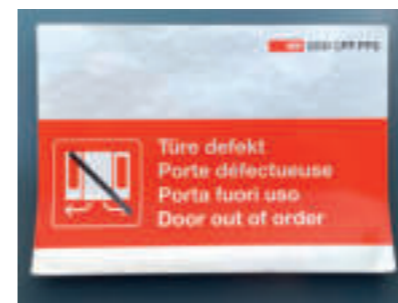 SBB CFF FFS
Türe defekt
Porte défectueuse
Porta fuori uso
Door out of order